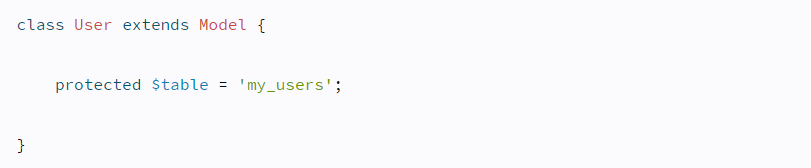 class User extends Model {
    protected $table = 'my_users';
}